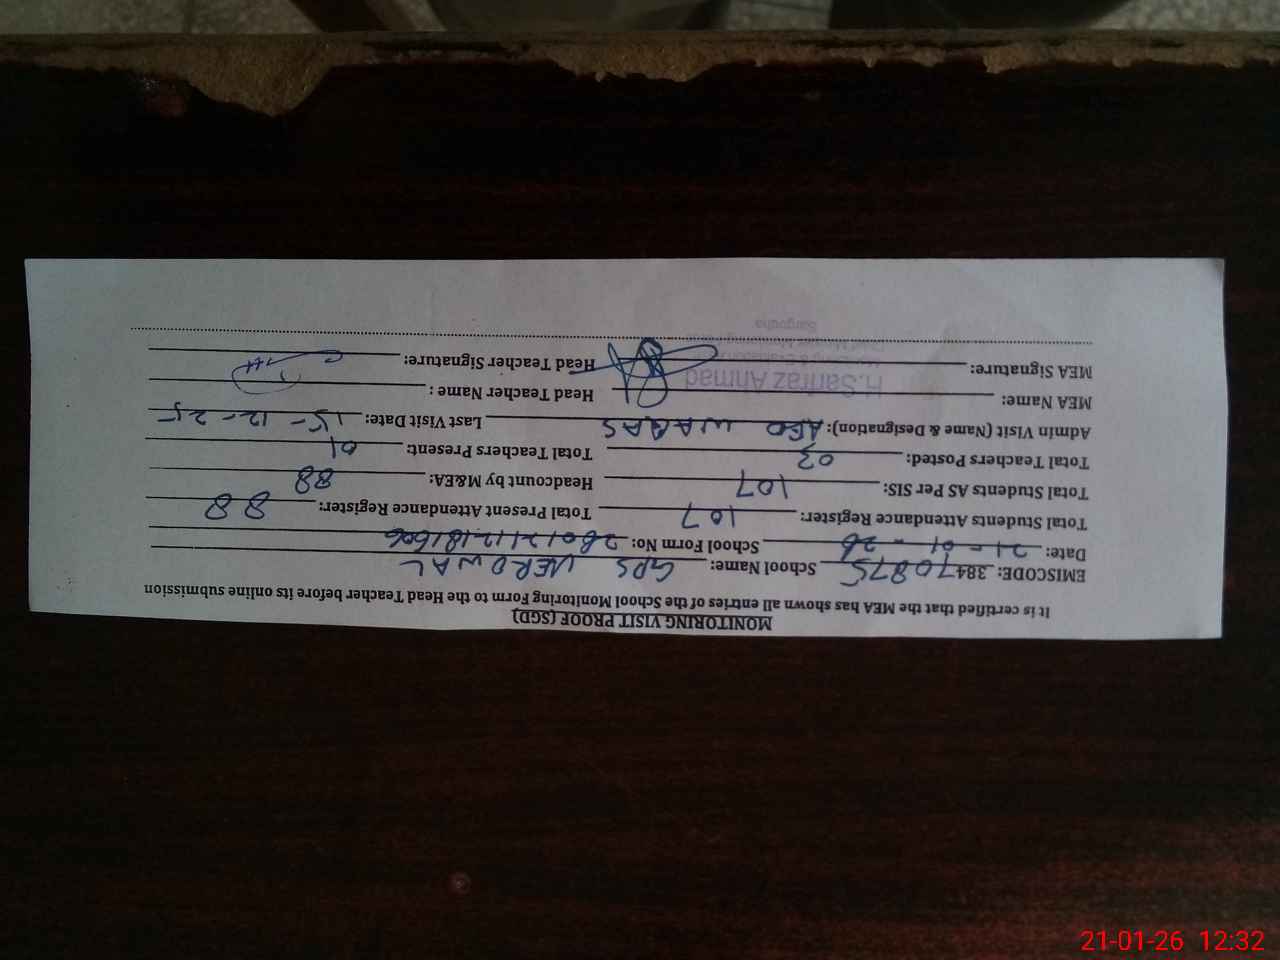 MONITORING VISIT PROOF (SGD)
It is certified that the MEA has shown all entries of the School Monitoring Form to the Head Teacher before its online submission
EMISCODE: 38470875 School Name: GPS VEROWAL
Date: 21-01-26 School Form No: 260121121816
Total Students Attendance Register: 107 Total Present Attendant Register: 88
Total Students AS Per SIS: 107 Headcount by M&EA: 88
Total Teachers Posted: 03 Total Teachers Present: 01
Admin Visit (Name & Designation): AEO WAQAS Last Visit Date: 15-12-25
MEA Name: Head Teacher Name :
MEA Signature: Head Teacher Signature:
H.Sarfraz Ahmad
Sargodha
21-01-26 12:32